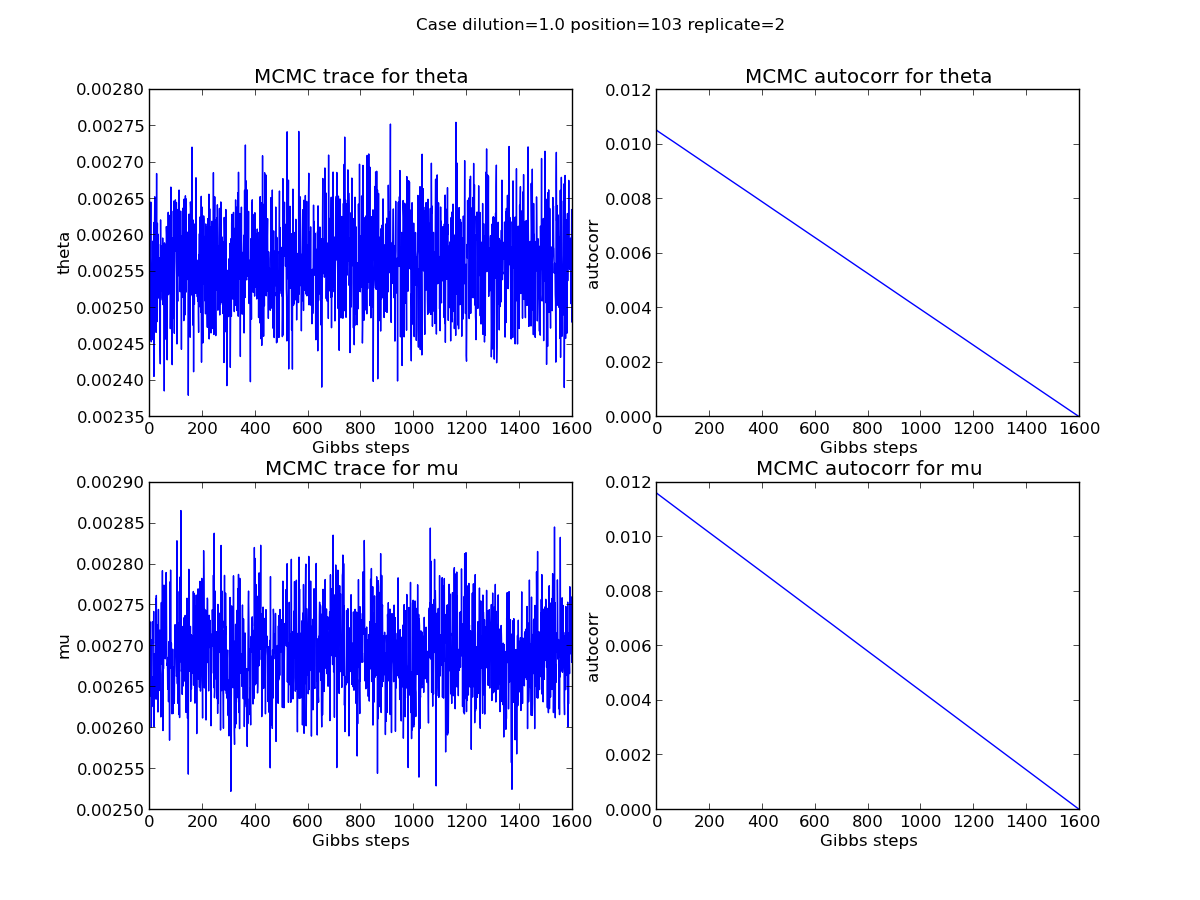 Case dilution=1.0 position=103 replicate=2
MCMC trace for theta
0.00280
0.00275
0.00270
0.00265
0.00260
0.00255
0.00250
0.00245
0.00240
0.00235
theta
0 200 400 600 800 1000 1200 1400 1600
Gibbs steps
MCMC autocorr for theta
0.012
0.010
0.008
0.006
0.004
0.002
0.000
autocorr
0 200 400 600 800 1000 1200 1400 1600
Gibbs steps
MCMC trace for mu
0.00290
0.00285
0.00280
0.00275
0.00270
0.00265
0.00260
0.00255
0.00250
mu
0 200 400 600 800 1000 1200 1400 1600
Gibbs steps
MCMC autocorr for mu
0.012
0.010
0.008
0.006
0.004
0.002
0.000
autocorr
0 200 400 600 800 1000 1200 1400 1600
Gibbs steps